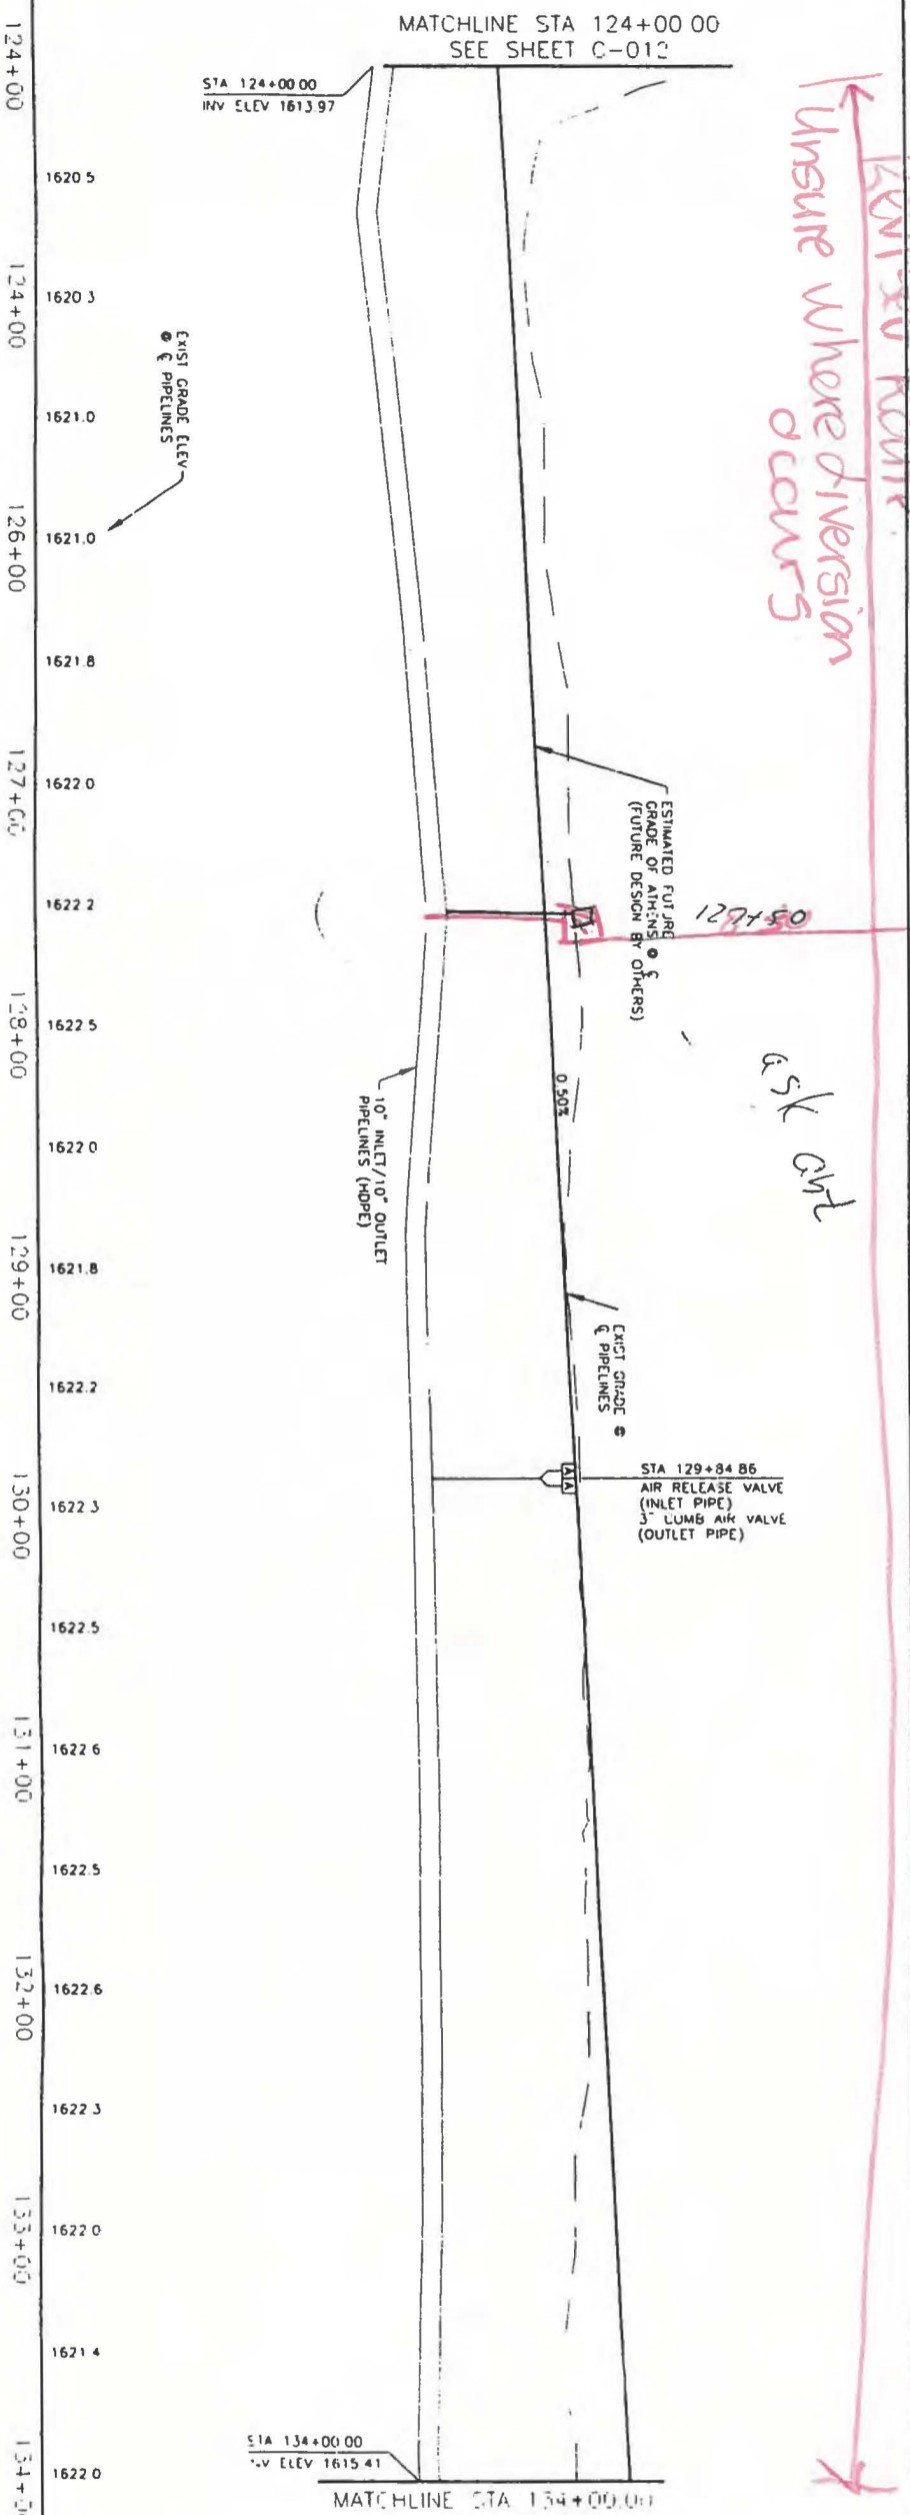 MATCHLINE STA 124+00 00
SEE SHEET C-012
STA 124+00 00
INV ELEV 1613.97
Unsure where diversion
occurs
EXIST GRADE ELEV
@ ℄ PIPELINES
ESTIMATED FUTURE
GRADE OF ATHENS @ ℄
(FUTURE DESIGN BY OTHERS)
127+50
ask
0.50%
10" INLET/10" OUTLET
PIPELINES (HDPE)
EXIST GRADE @
℄ PIPELINES
STA 129+84 86
AIR RELEASE VALVE
(INLET PIPE)
3" COMB AIR VALVE
(OUTLET PIPE)
A A
STA 134+00 00
INV ELEV 1615.41
MATCHLINE STA 134+00.00
1620 5
1620 3
1621.0
1621.0
1621.8
1622 0
1622 2
1622.5
1622 0
1621.8
1622.2
1622 3
1622.5
1622 6
1622.5
1622.6
1622 3
1622 0
1621 4
1622 0
124+00
124+00
126+00
127+00
128+00
129+00
130+00
131+00
132+00
133+00